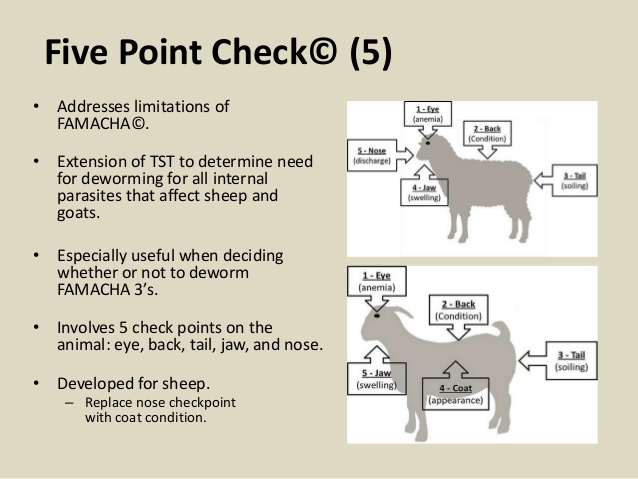 Five Point Check© (5)
• Addresses limitations of
FAMACHA©.
• Extension of TST to determine need
for deworming for all internal
parasites that affect sheep and
goats.
• Especially useful when deciding
whether or not to deworm
FAMACHA 3’s.
• Involves 5 check points on the
animal: eye, back, tail, jaw, and nose.
• Developed for sheep.
– Replace nose checkpoint
with coat condition.
1 - Eye
(anemia)
2 - Back
(Condition)
5 - Nose
(discharge)
3 - Tail
(soiling)
4 - Jaw
(swelling)
1 - Eye
(anemia)
2 - Back
(Condition)
3 - Tail
(soiling)
5 - Jaw
(swelling)
4 - Coat
(appearance)